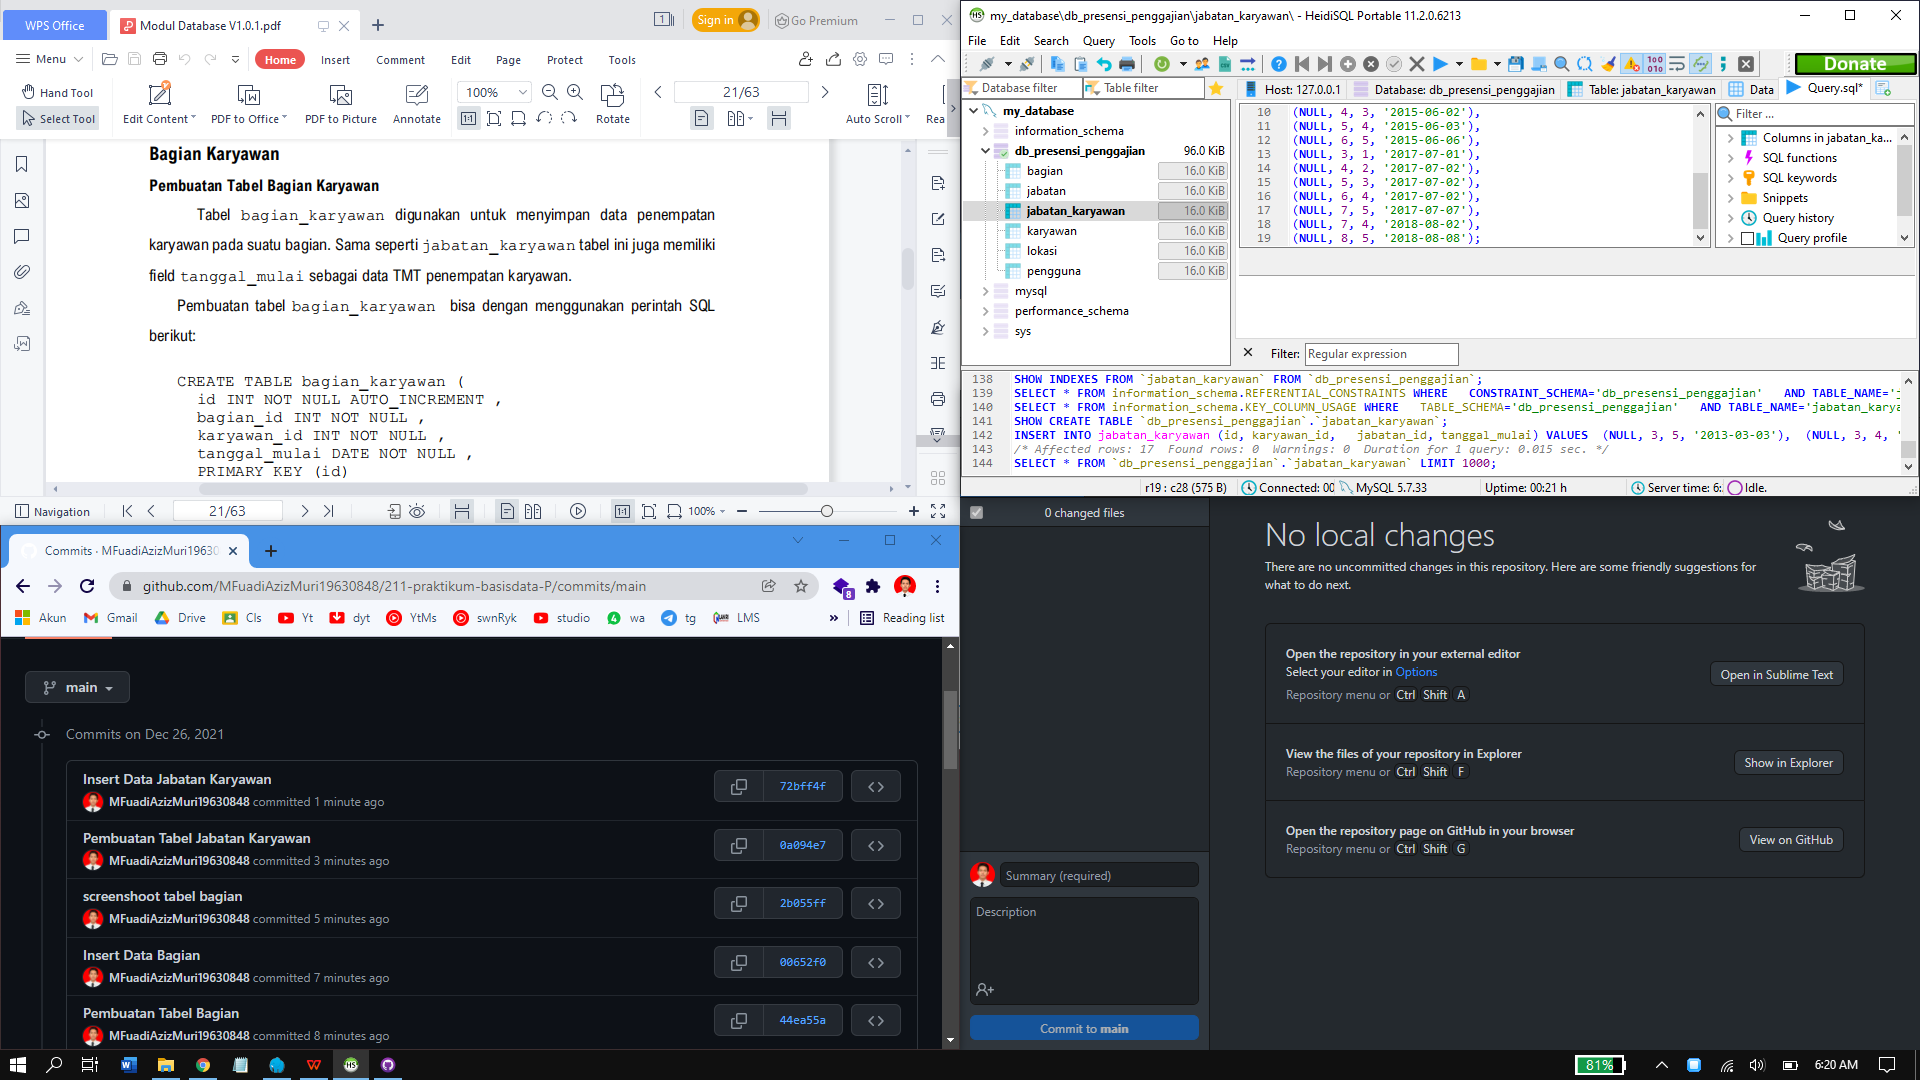 WPS Office
Modul Database V1.0.1.pdf
Sign in
Go Premium
Menu
Home
Insert
Comment
Edit
Page
Protect
Tools
Hand Tool
Select Tool
Edit Content
PDF to Office
PDF to Picture
Annotate
100%
21/63
Rotate
Auto Scroll
Rea
Bagian Karyawan
Pembuatan Tabel Bagian Karyawan
Tabel bagian_karyawan digunakan untuk menyimpan data penempatan
karyawan pada suatu bagian. Sama seperti jabatan_karyawan tabel ini juga memiliki
field tanggal_mulai sebagai data TMT penempatan karyawan.
Pembuatan tabel bagian_karyawan bisa dengan menggunakan perintah SQL
berikut:
CREATE TABLE bagian_karyawan (
id INT NOT NULL AUTO_INCREMENT ,
bagian_id INT NOT NULL ,
karyawan_id INT NOT NULL ,
tanggal_mulai DATE NOT NULL ,
PRIMARY KEY (id)
Navigation
21/63
100%
my_database\db_presensi_penggajian\jabatan_karyawan\ - HeidiSQL Portable 11.2.0.6213
File Edit Search Query Tools Go to Help
Donate
Database filter
Table filter
Host: 127.0.0.1
Database: db_presensi_penggajian
Table: jabatan_karyawan
Data
Query.sql*
my_database
information_schema
db_presensi_penggajian 96.0 KiB
bagian 16.0 KiB
jabatan 16.0 KiB
jabatan_karyawan 16.0 KiB
karyawan 16.0 KiB
lokasi 16.0 KiB
pengguna 16.0 KiB
mysql
performance_schema
sys
10 (NULL, 4, 3, '2015-06-02'),
11 (NULL, 5, 4, '2015-06-03'),
12 (NULL, 6, 5, '2015-06-06'),
13 (NULL, 3, 1, '2017-07-01'),
14 (NULL, 4, 2, '2017-07-02'),
15 (NULL, 5, 3, '2017-07-02'),
16 (NULL, 6, 4, '2017-07-02'),
17 (NULL, 7, 5, '2017-07-07'),
18 (NULL, 7, 4, '2018-08-02'),
19 (NULL, 8, 5, '2018-08-08');
Filter ...
Columns in jabatan_ka...
SQL functions
SQL keywords
Snippets
Query history
Query profile
Filter: Regular expression
138 SHOW INDEXES FROM `jabatan_karyawan` FROM `db_presensi_penggajian`;
139 SELECT * FROM information_schema.REFERENTIAL_CONSTRAINTS WHERE CONSTRAINT_SCHEMA='db_presensi_penggajian' AND TABLE_NAME='j
140 SELECT * FROM information_schema.KEY_COLUMN_USAGE WHERE TABLE_SCHEMA='db_presensi_penggajian' AND TABLE_NAME='jabatan_karya
141 SHOW CREATE TABLE `db_presensi_penggajian`.`jabatan_karyawan`;
142 INSERT INTO jabatan_karyawan (id, karyawan_id, jabatan_id, tanggal_mulai) VALUES (NULL, 3, 5, '2013-03-03'), (NULL, 3, 4, '
143 /* Affected rows: 17 Found rows: 0 Warnings: 0 Duration for 1 query: 0.015 sec. */
144 SELECT * FROM `db_presensi_penggajian`.`jabatan_karyawan` LIMIT 1000;
r19 : c28 (575 B)
Connected: 00
MySQL 5.7.33
Uptime: 00:21 h
Server time: 6:
Idle.
Commits · MFuadiAzizMuri19630
github.com/MFuadiAzizMuri19630848/211-praktikum-basisdata-P/commits/main
8
Akun
Gmail
Drive
Cls
Yt
dyt
YtMs
swnRyk
studio
4
wa
tg
LMS
»
Reading list
main
Commits on Dec 26, 2021
Insert Data Jabatan Karyawan
MFuadiAzizMuri19630848 committed 1 minute ago
72bff4f
Pembuatan Tabel Jabatan Karyawan
MFuadiAzizMuri19630848 committed 3 minutes ago
0a094e7
screenshoot tabel bagian
MFuadiAzizMuri19630848 committed 5 minutes ago
2b055ff
Insert Data Bagian
MFuadiAzizMuri19630848 committed 7 minutes ago
00652f0
Pembuatan Tabel Bagian
MFuadiAzizMuri19630848 committed 8 minutes ago
44ea55a
0 changed files
Summary (required)
Description
Commit to main
No local changes
There are no uncommitted changes in this repository. Here are some friendly suggestions for
what to do next.
Open the repository in your external editor
Select your editor in Options
Repository menu or Ctrl Shift A
Open in Sublime Text
View the files of your repository in Explorer
Repository menu or Ctrl Shift F
Show in Explorer
Open the repository page on GitHub in your browser
Repository menu or Ctrl Shift G
View on GitHub
81%
6:20 AM